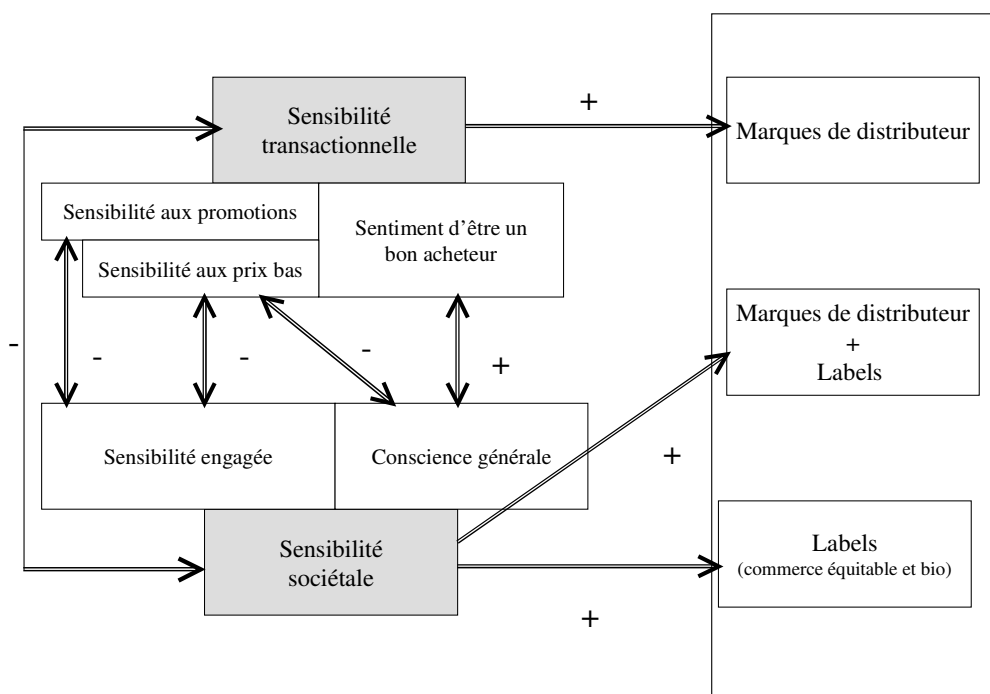 Sensibilité
transactionnelle
+
Marques de distributeur
Sensibilité aux promotions
Sentiment d'être un
bon acheteur
Sensibilité aux prix bas
-
-
-
-
+
Marques de distributeur
+
Labels
Sensibilité engagée
Conscience générale
+
Sensibilité
sociétale
Labels
(commerce équitable et bio)
+